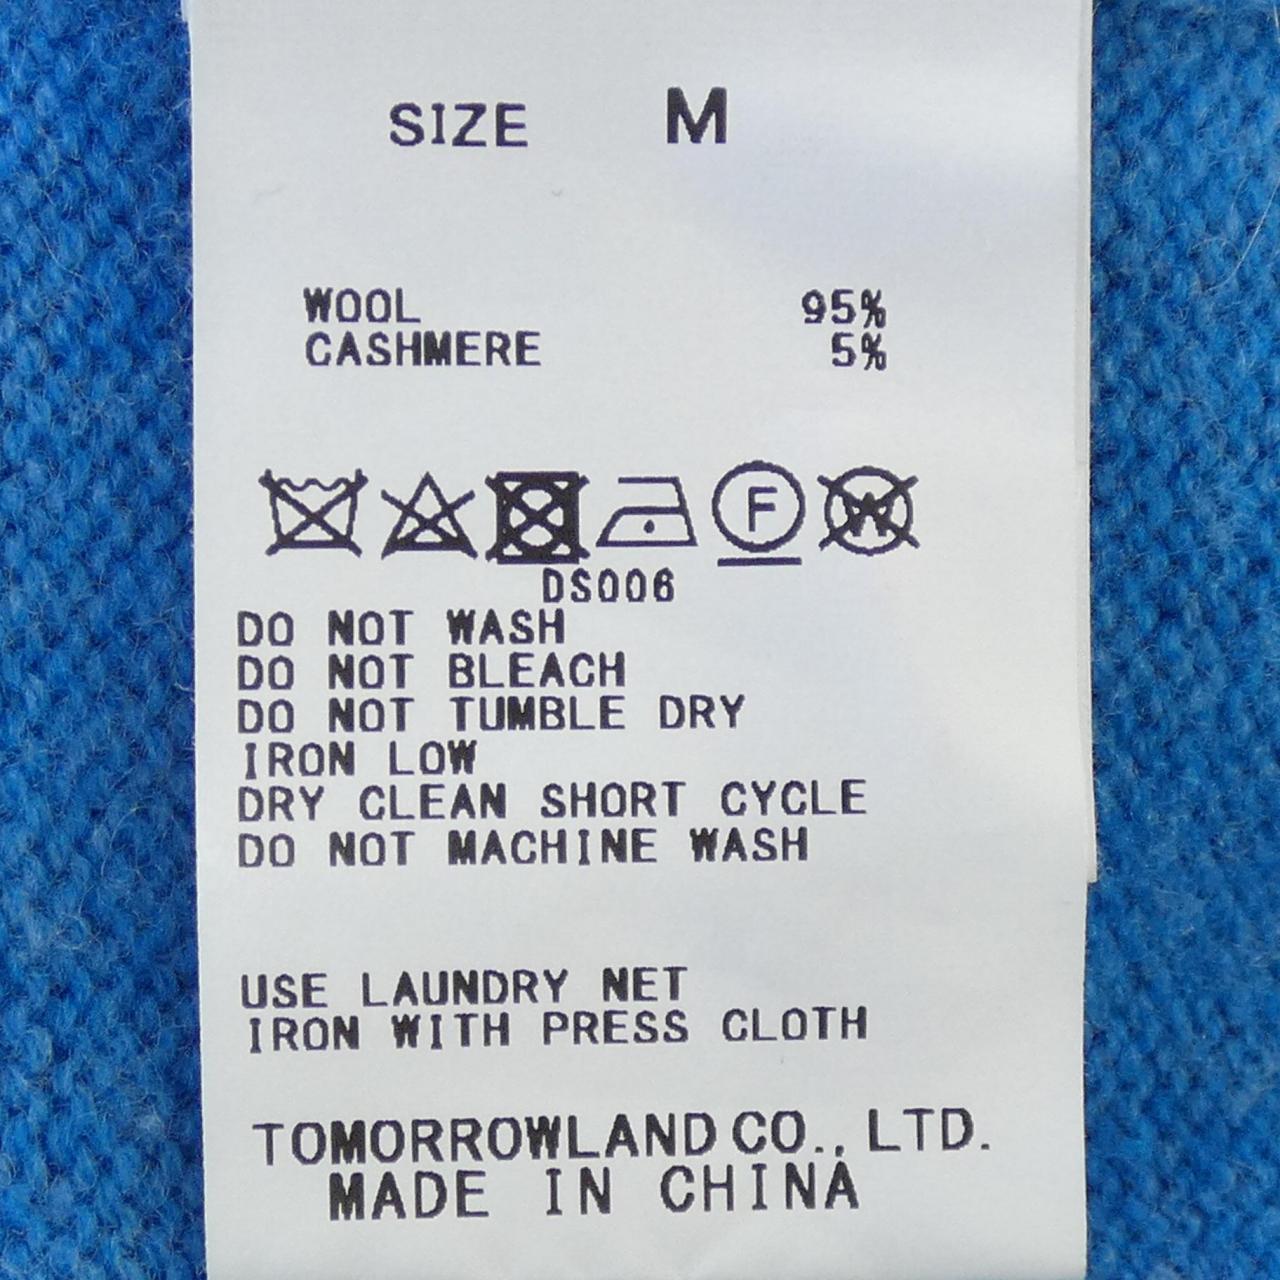 SIZE M
WOOL 95%
CASHMERE 5%
F W
DS006
DO NOT WASH
DO NOT BLEACH
DO NOT TUMBLE DRY
IRON LOW
DRY CLEAN SHORT CYCLE
DO NOT MACHINE WASH
USE LAUNDRY NET
IRON WITH PRESS CLOTH
TOMORROWLAND CO., LTD.
MADE IN CHINA